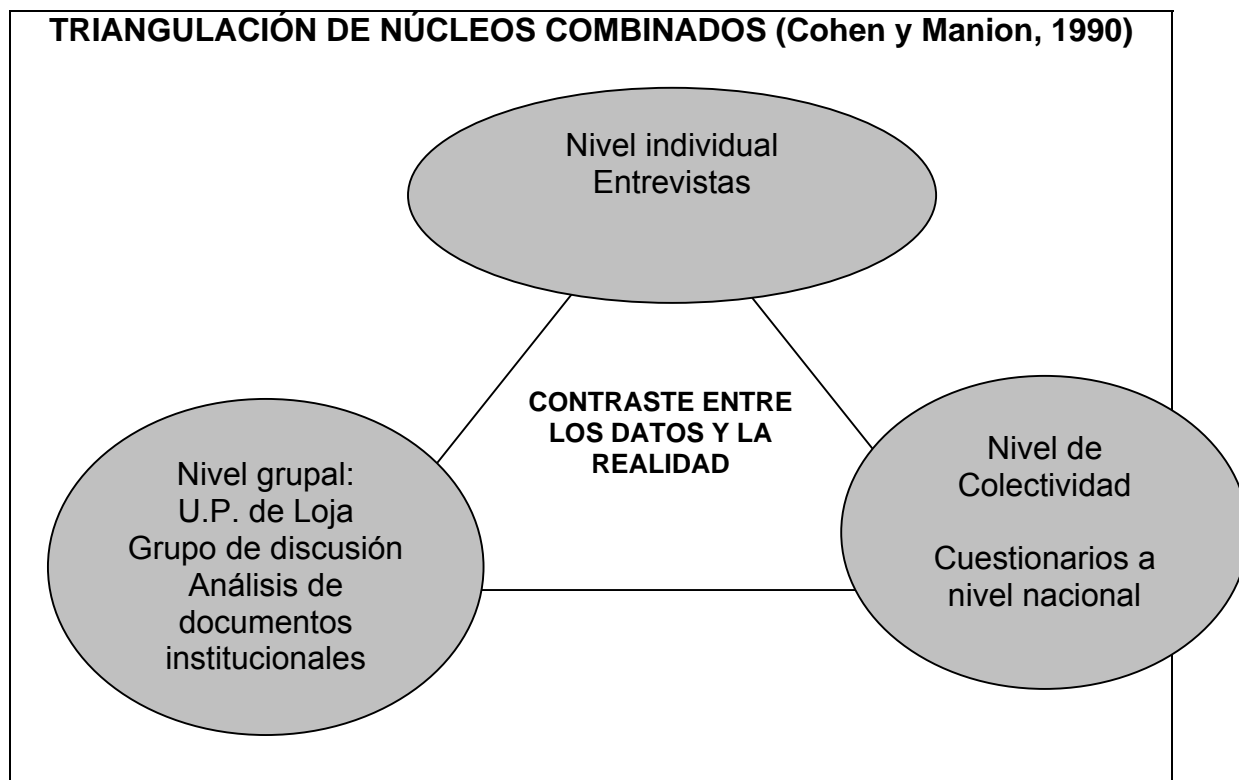 TRIANGULACIÓN DE NÚCLEOS COMBINADOS (Cohen y Manion, 1990)
Nivel individual
Entrevistas
CONTRASTE ENTRE
LOS DATOS Y LA
REALIDAD
Nivel grupal:
U.P. de Loja
Grupo de discusión
Análisis de
documentos
institucionales
Nivel de
Colectividad
Cuestionarios a
nivel nacional